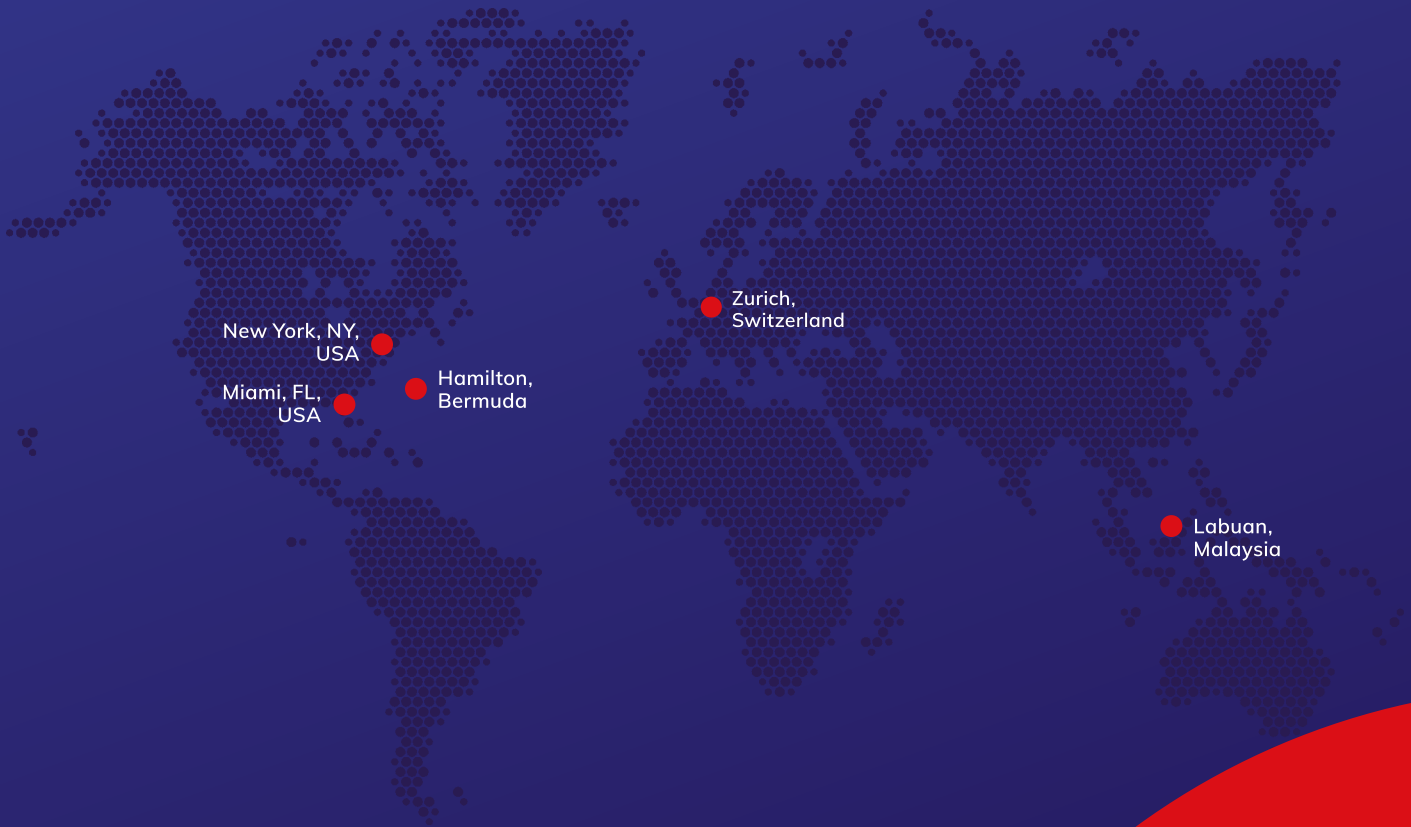 Zurich,
Switzerland
New York, NY,
USA
Hamilton,
Bermuda
Miami, FL,
USA
Labuan,
Malaysia